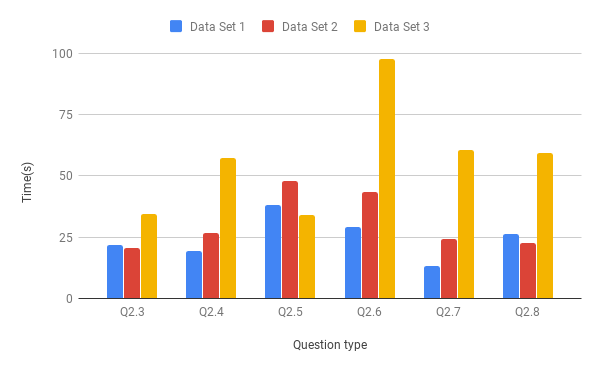 Data Set 1 Data Set 2 Data Set 3
100
75
50
25
0
Time(s)
Q2.3 Q2.4 Q2.5 Q2.6 Q2.7 Q2.8
Question type